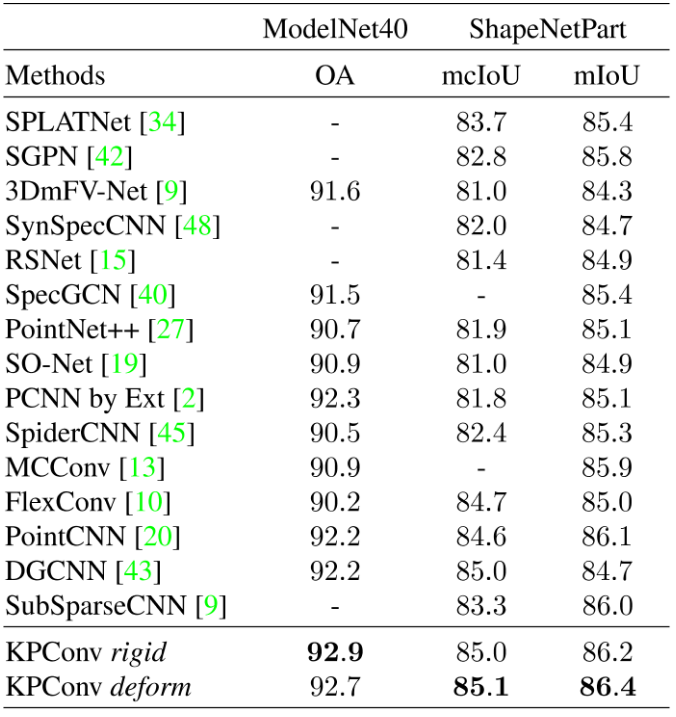 ModelNet40 ShapeNetPart
Methods OA mcIoU mIoU
SPLATNet [34] - 83.7 85.4
SGPN [42] - 82.8 85.8
3DmFV-Net [9] 91.6 81.0 84.3
SynSpecCNN [48] - 82.0 84.7
RSNet [15] - 81.4 84.9
SpecGCN [40] 91.5 - 85.4
PointNet++ [27] 90.7 81.9 85.1
SO-Net [19] 90.9 81.0 84.9
PCNN by Ext [2] 92.3 81.8 85.1
SpiderCNN [45] 90.5 82.4 85.3
MCConv [13] 90.9 - 85.9
FlexConv [10] 90.2 84.7 85.0
PointCNN [20] 92.2 84.6 86.1
DGCNN [43] 92.2 85.0 84.7
SubSparseCNN [9] - 83.3 86.0
KPConv rigid 92.9 85.0 86.2
KPConv deform 92.7 85.1 86.4